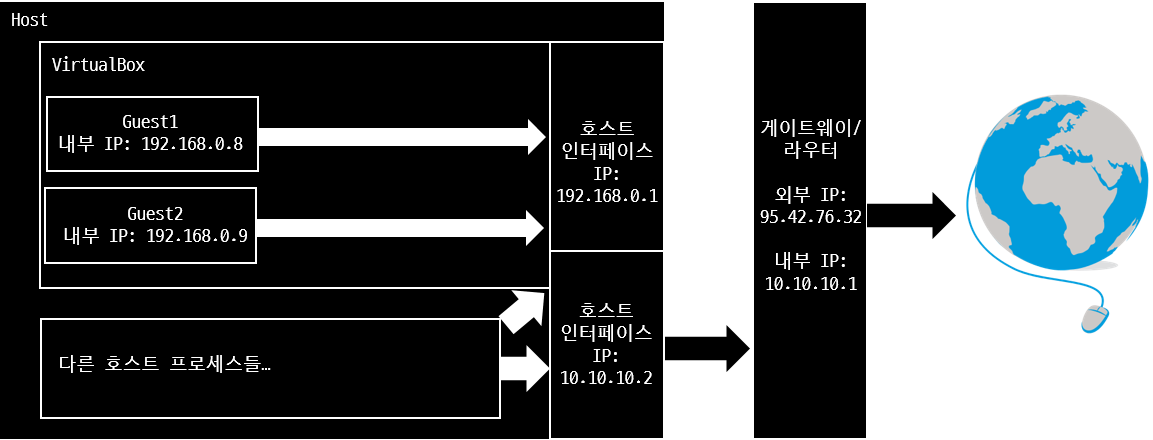 Host
VirtualBox
Guest1
내부 IP: 192.168.0.8
Guest2
내부 IP: 192.168.0.9
다른 호스트 프로세스들…
호스트
인터페이스
IP:
192.168.0.1
호스트
인터페이스
IP:
10.10.10.2
게이트웨이/
라우터
외부 IP:
95.42.76.32
내부 IP:
10.10.10.1